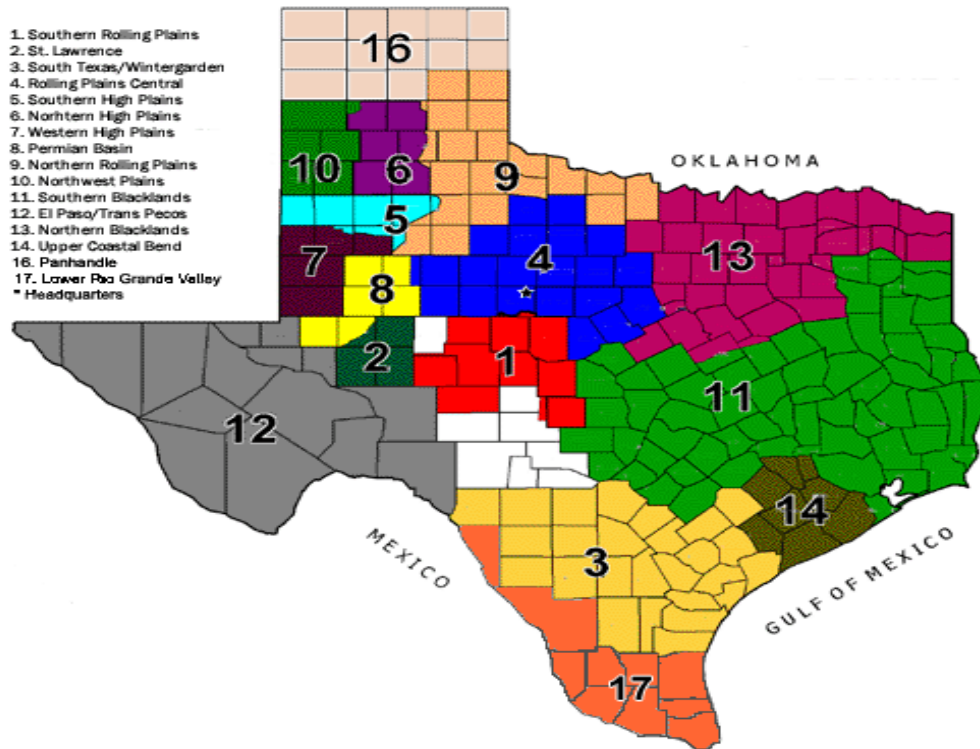 1. Southern Rolling Plains
2. St. Lawrence
3. South Texas/Wintergarden
4. Rolling Plains Central
5. Southern High Plains
6. Norhtern High Plains
7. Western High Plains
8. Permian Basin
9. Northern Rolling Plains
10. Northwest Plains
11. Southern Blacklands
12. El Paso/Trans Pecos
13. Northern Blacklands
14. Upper Coastal Bend
16. Panhandle
17. Lower Rio Grande Valley
* Headquarters
16
OKLAHOMA
10
6
9
5
7
4
13
8
2
1
11
12
14
MEXICO
3
GULF OF MEXICO
17